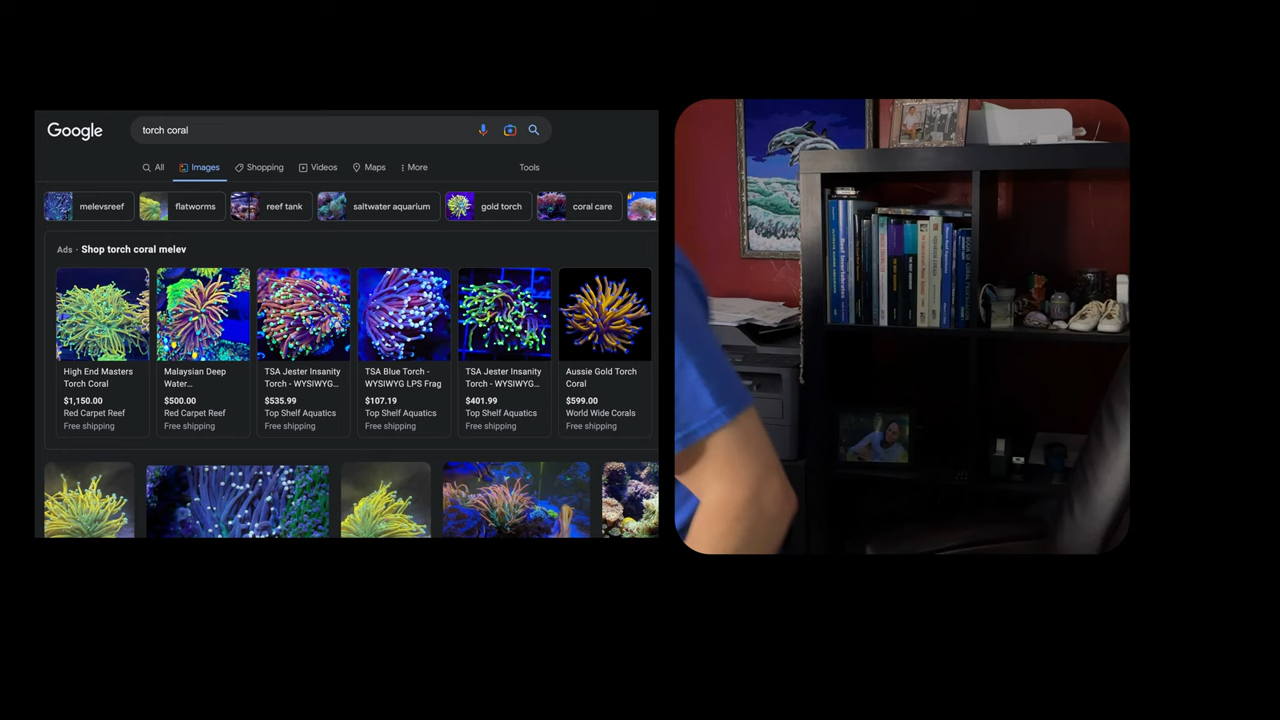 Google
torch coral
All
Images
Shopping
Videos
Maps
More
Tools
melevsreef
flatworms
reef tank
saltwater aquarium
gold torch
coral care
Ads · Shop torch coral melev
High End Masters
Torch Coral
$1,150.00
Red Carpet Reef
Free shipping
Malaysian Deep
Water...
$500.00
Red Carpet Reef
Free shipping
TSA Jester Insanity
Torch - WYSIWYG...
$535.99
Top Shelf Aquatics
Free shipping
TSA Blue Torch -
WYSIWYG LPS Frag
$107.19
Top Shelf Aquatics
Free shipping
TSA Jester Insanity
Torch - WYSIWYG...
$401.99
Top Shelf Aquatics
Free shipping
Aussie Gold Torch
Coral
$599.00
World Wide Corals
Free shipping
Reef Invertebrates